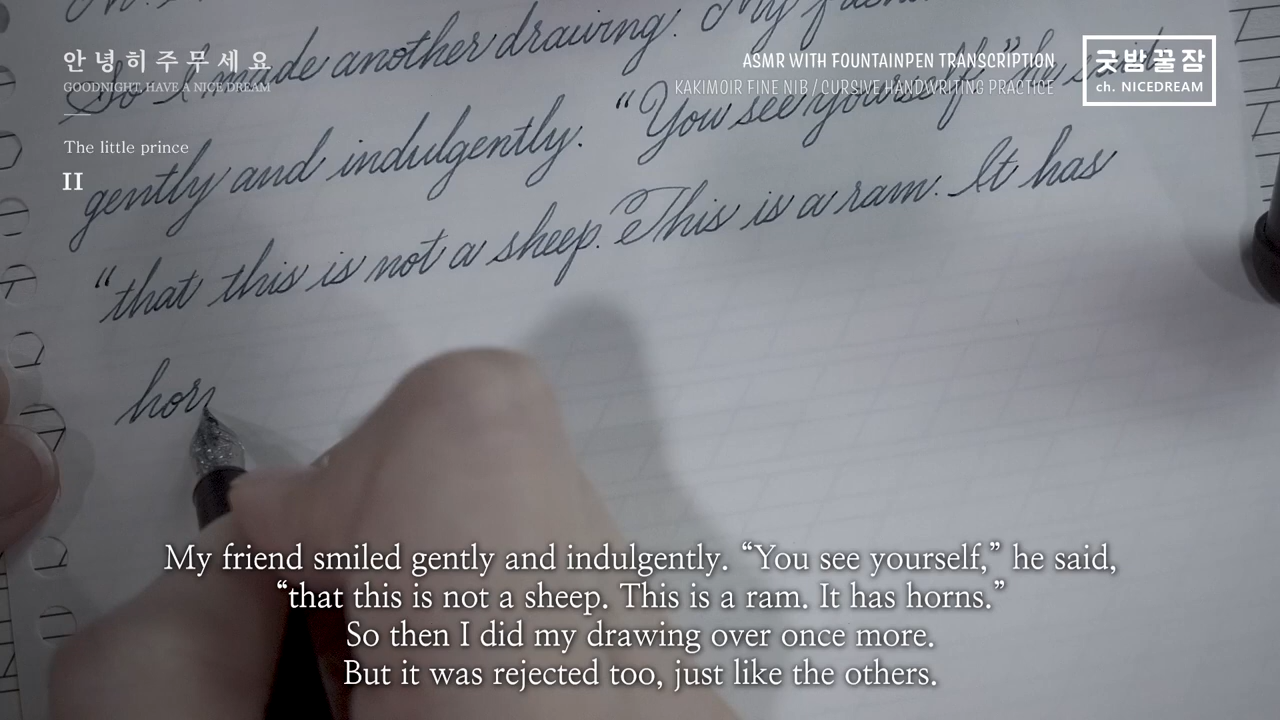 안녕히주무세요
GOODNIGHT, HAVE A NICE DREAM
The little prince
II
ASMR WITH FOUNTAINPEN TRANSCRIPTION
KAKIMOIR FINE NIB / CURSIVE HANDWRITING PRACTICE
굿밤꿀잠
ch. NICEDREAM
So I made another drawing. My
gently and indulgently. “You see yourself,” he said,
“that this is not a sheep. This is a ram. It has
horn
My friend smiled gently and indulgently. “You see yourself,” he said,
“that this is not a sheep. This is a ram. It has horns.”
So then I did my drawing over once more.
But it was rejected too, just like the others.